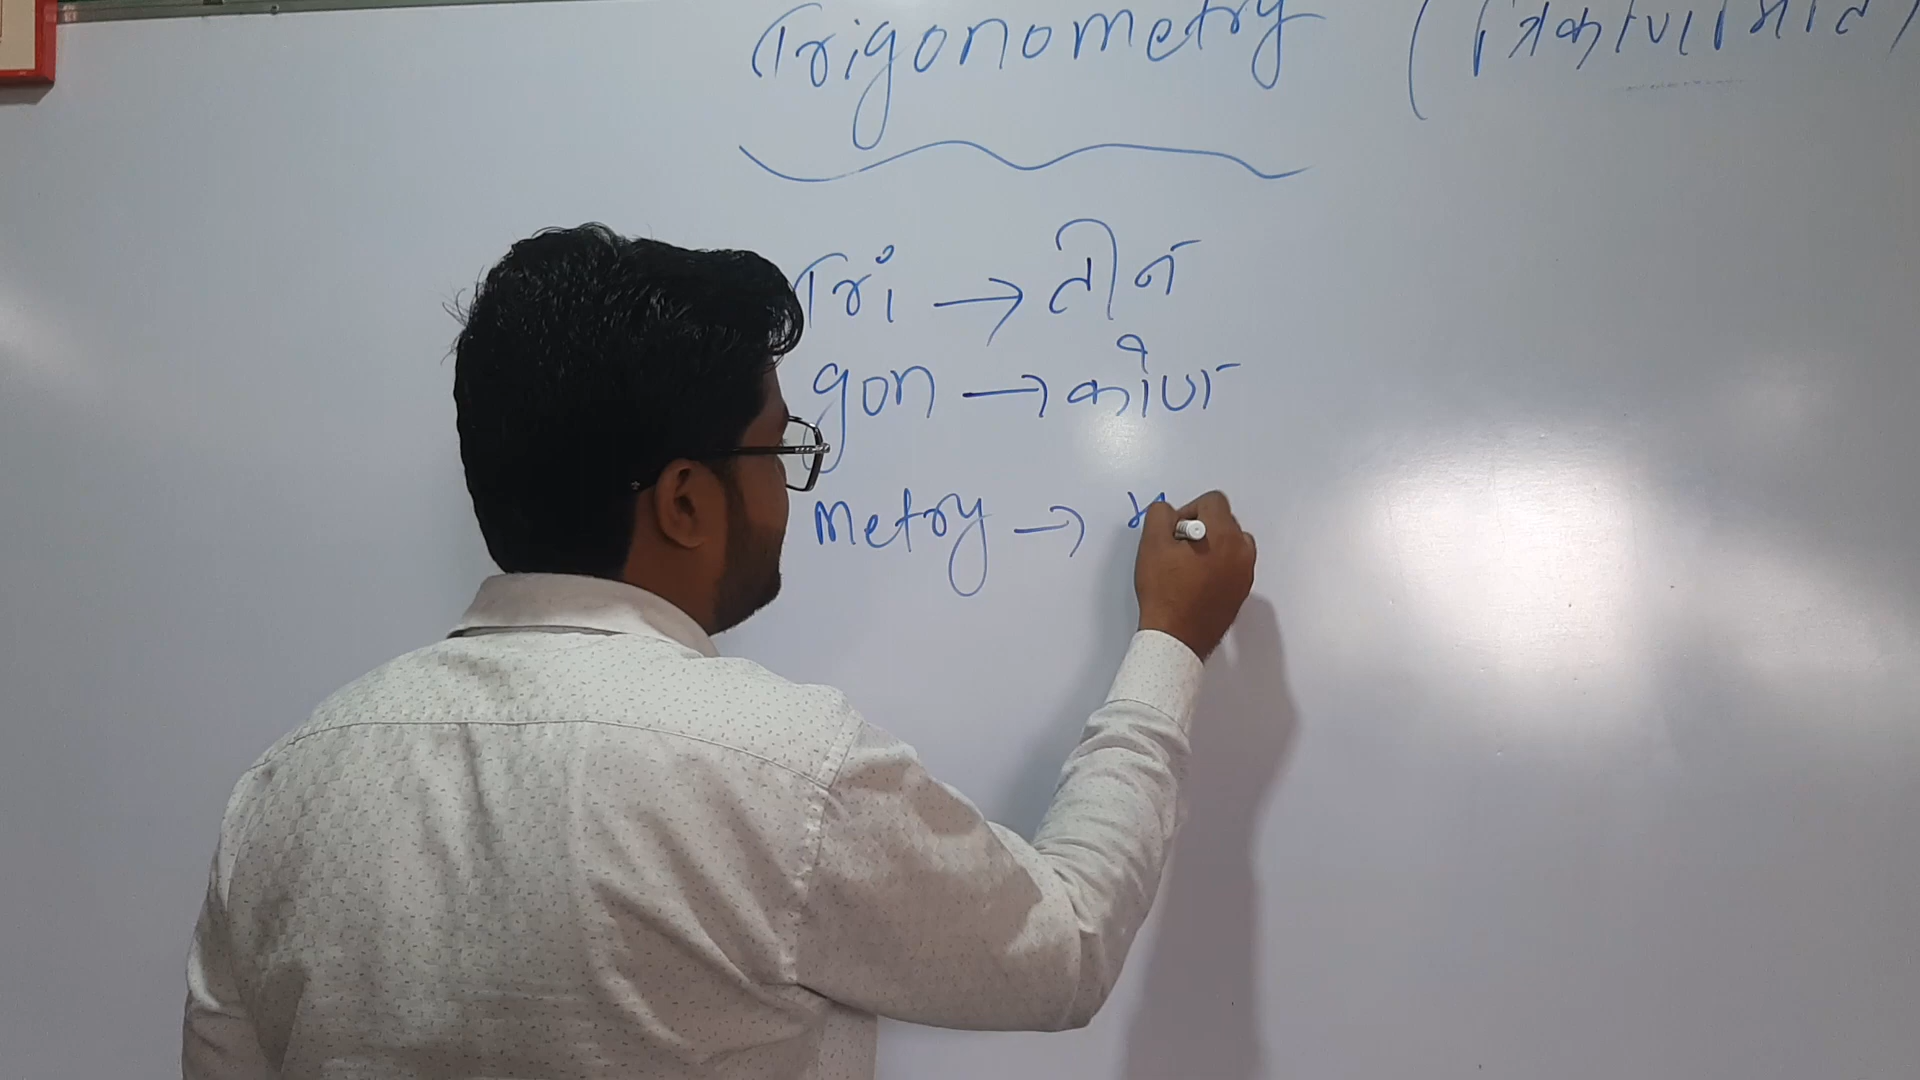 Trigonometry (त्रिकोणमिति)
Tri → तीन
gon → कोण
Metry →